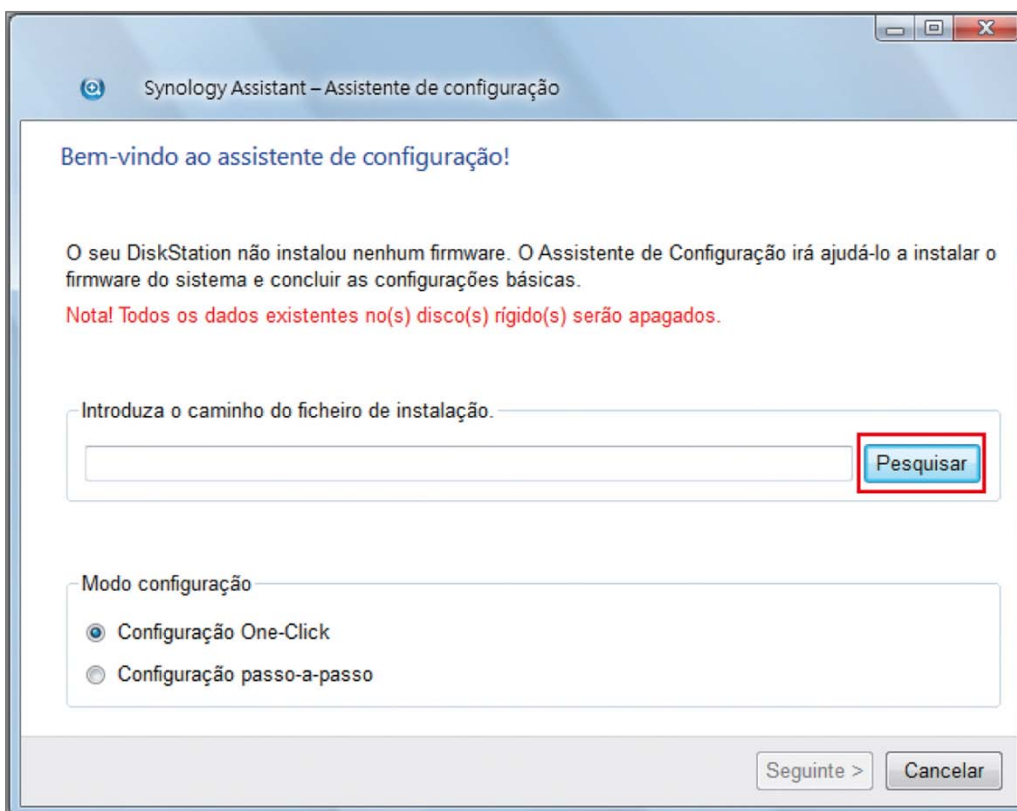 Synology Assistant – Assistente de configuração
Bem-vindo ao assistente de configuração!
O seu DiskStation não instalou nenhum firmware. O Assistente de Configuração irá ajudá-lo a instalar o
firmware do sistema e concluir as configurações básicas.
Nota! Todos os dados existentes no(s) disco(s) rígido(s) serão apagados.
Introduza o caminho do ficheiro de instalação.
Pesquisar
Modo configuração
Configuração One-Click
Configuração passo-a-passo
Seguinte >
Cancelar